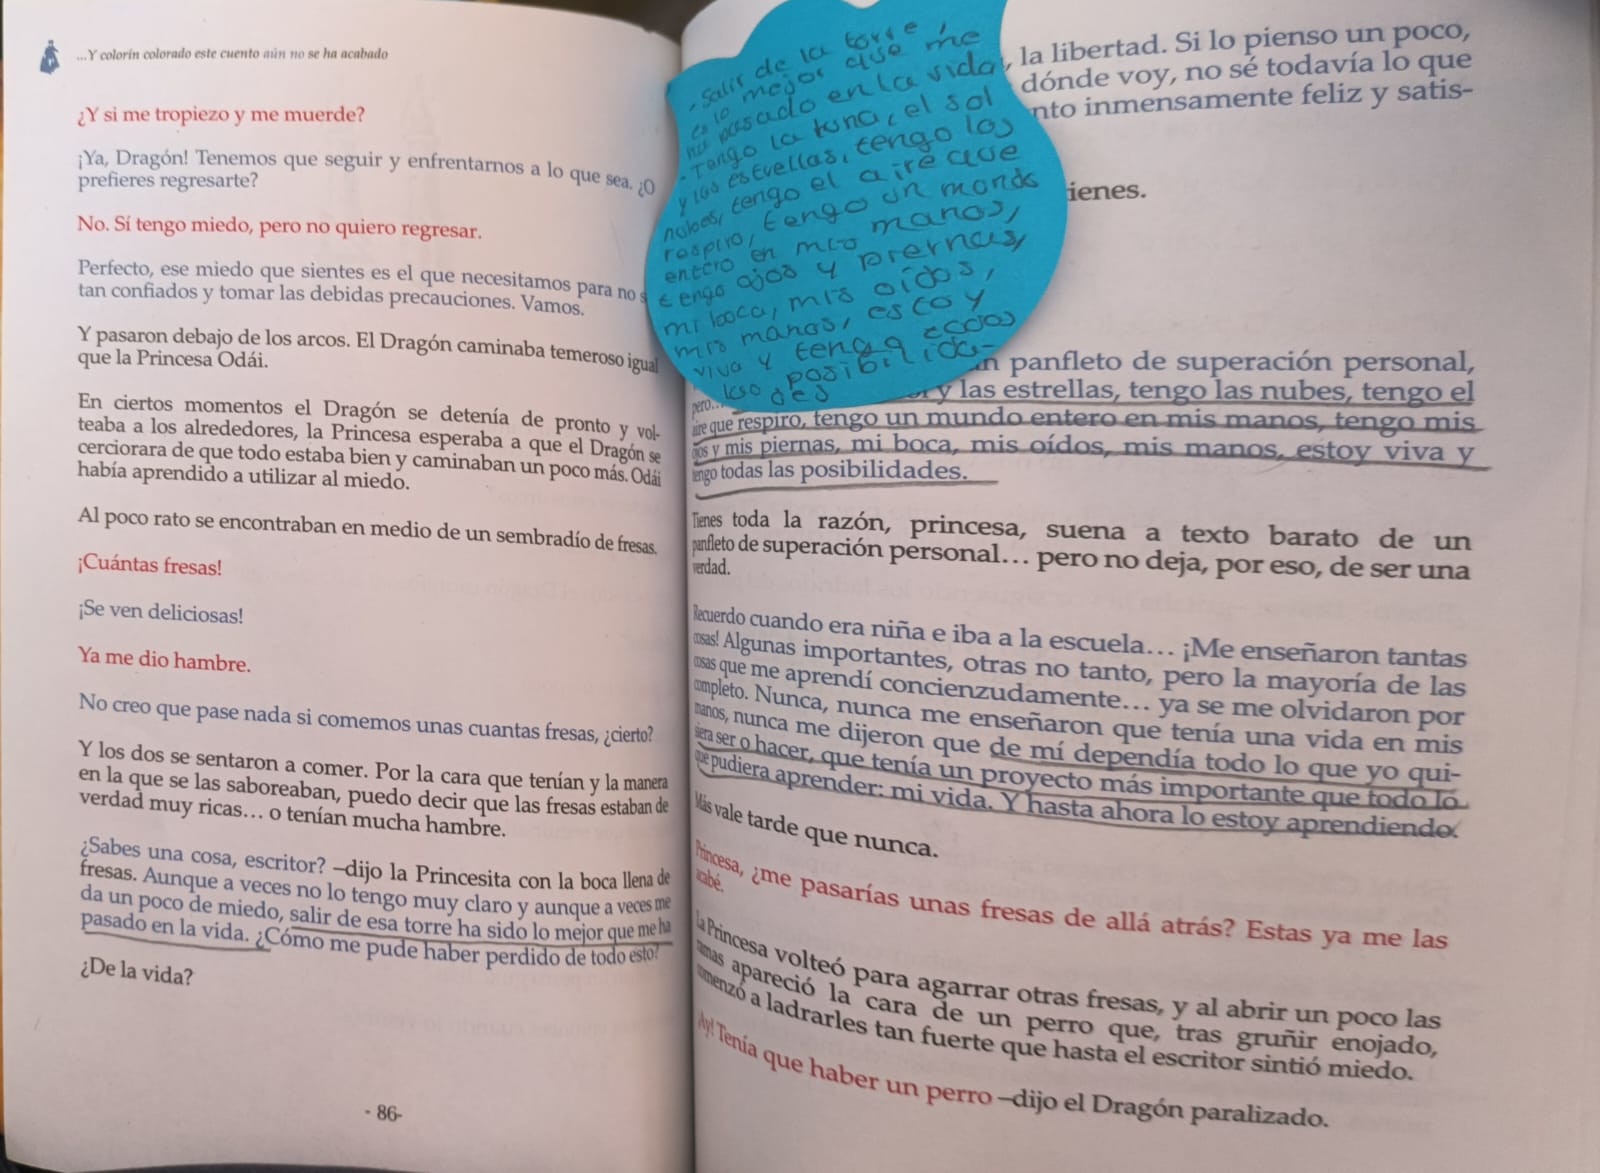 ...Y colorín colorado este cuento aún no se ha acabado
¿Y si me tropiezo y me muerde?
¡Ya, Dragón! Tenemos que seguir y enfrentarnos a lo que sea. ¿O
prefieres regresarte?
No. Sí tengo miedo, pero no quiero regresar.
Perfecto, ese miedo que sientes es el que necesitamos para no s
tan confiados y tomar las debidas precauciones. Vamos.
Y pasaron debajo de los arcos. El Dragón caminaba temeroso igual
que la Princesa Odái.
En ciertos momentos el Dragón se detenía de pronto y vol-
teaba a los alrededores, la Princesa esperaba a que el Dragón se
cerciorara de que todo estaba bien y caminaban un poco más. Odái
había aprendido a utilizar al miedo.
Al poco rato se encontraban en medio de un sembradío de fresas.
¡Cuántas fresas!
¡Se ven deliciosas!
Ya me dio hambre.
No creo que pase nada si comemos unas cuantas fresas, ¿cierto?
Y los dos se sentaron a comer. Por la cara que tenían y la manera
en la que se las saboreaban, puedo decir que las fresas estaban de
verdad muy ricas... o tenían mucha hambre.
¿Sabes una cosa, escritor? —dijo la Princesita con la boca llena de
fresas. Aunque a veces no lo tengo muy claro y aunque a veces me
da un poco de miedo, salir de esa torre ha sido lo mejor que me ha
pasado en la vida. ¿Cómo me pude haber perdido de todo esto?
¿De la vida?
- 86-
- Salir de la torre,
es lo mejor que me
ha pasado en la vida
- Tengo la luna, el sol
y las estrellas, tengo las
nubes, tengo el aire que
respiro, tengo un mundo
entero en mis manos,
tengo ojos y piernas,
mi boca, mis oídos,
mis manos, estoy
viva y tengo todas
las posibilida-
des
, la libertad. Si lo pienso un poco,
dónde voy, no sé todavía lo que
nto inmensamente feliz y satis-
ienes.
n panfleto de superación personal,
pero... y las estrellas, tengo las nubes, tengo el
aire que respiro, tengo un mundo entero en mis manos, tengo mis
ojos y mis piernas, mi boca, mis oídos, mis manos, estoy viva y
tengo todas las posibilidades.
Tienes toda la razón, princesa, suena a texto barato de un
panfleto de superación personal... pero no deja, por eso, de ser una
verdad.
Recuerdo cuando era niña e iba a la escuela... ¡Me enseñaron tantas
cosas! Algunas importantes, otras no tanto, pero la mayoría de las
cosas que me aprendí concienzudamente... ya se me olvidaron por
completo. Nunca, nunca me enseñaron que tenía una vida en mis
manos, nunca me dijeron que de mí dependía todo lo que yo qui-
siera ser o hacer, que tenía un proyecto más importante que todo lo
que pudiera aprender: mi vida. Y hasta ahora lo estoy aprendiendo.
Más vale tarde que nunca.
Princesa, ¿me pasarías unas fresas de allá atrás? Estas ya me las
acabé.
La Princesa volteó para agarrar otras fresas, y al abrir un poco las
ramas apareció la cara de un perro que, tras gruñir enojado,
comenzó a ladrarles tan fuerte que hasta el escritor sintió miedo.
¡Ay! Tenía que haber un perro —dijo el Dragón paralizado.